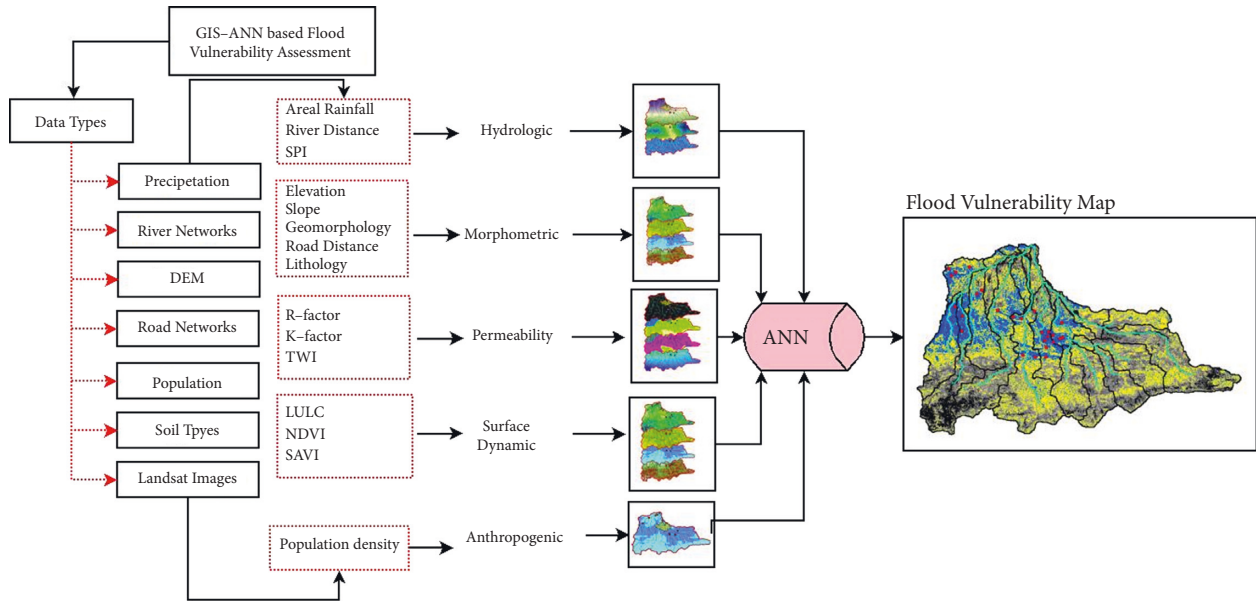 GIS–ANN based Flood
Vulnerability Assessment
Data Types
Precipetation
River Networks
DEM
Road Networks
Population
Soil Tpyes
Landsat Images
Areal Rainfall
River Distance
SPI
Elevation
Slope
Geomorphology
Road Distance
Lithology
R–factor
K–factor
TWI
LULC
NDVI
SAVI
Population density
Hydrologic
Morphometric
Permeability
Surface
Dynamic
Anthropogenic
ANN
Flood Vulnerability Map